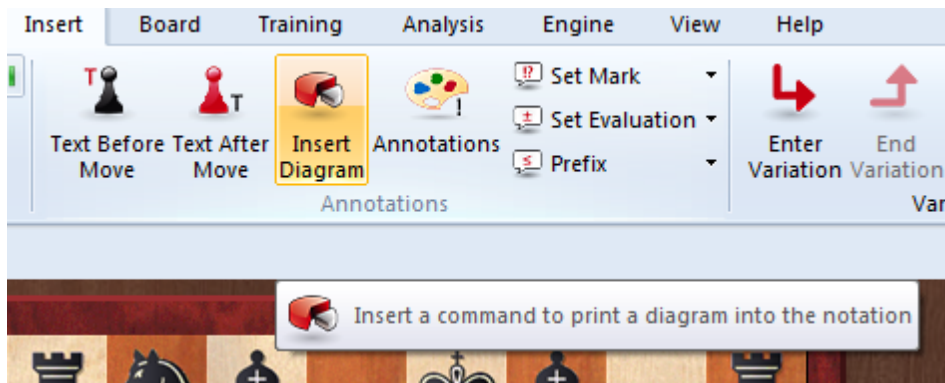 Insert Board Training Analysis Engine View Help
T
T
!? Set Mark
± Set Evaluation
≤ Prefix
!
Text Before Move
Text After Move
Insert Diagram
Annotations
Enter Variation
End Variation
Annotations
Var
Insert a command to print a diagram into the notation